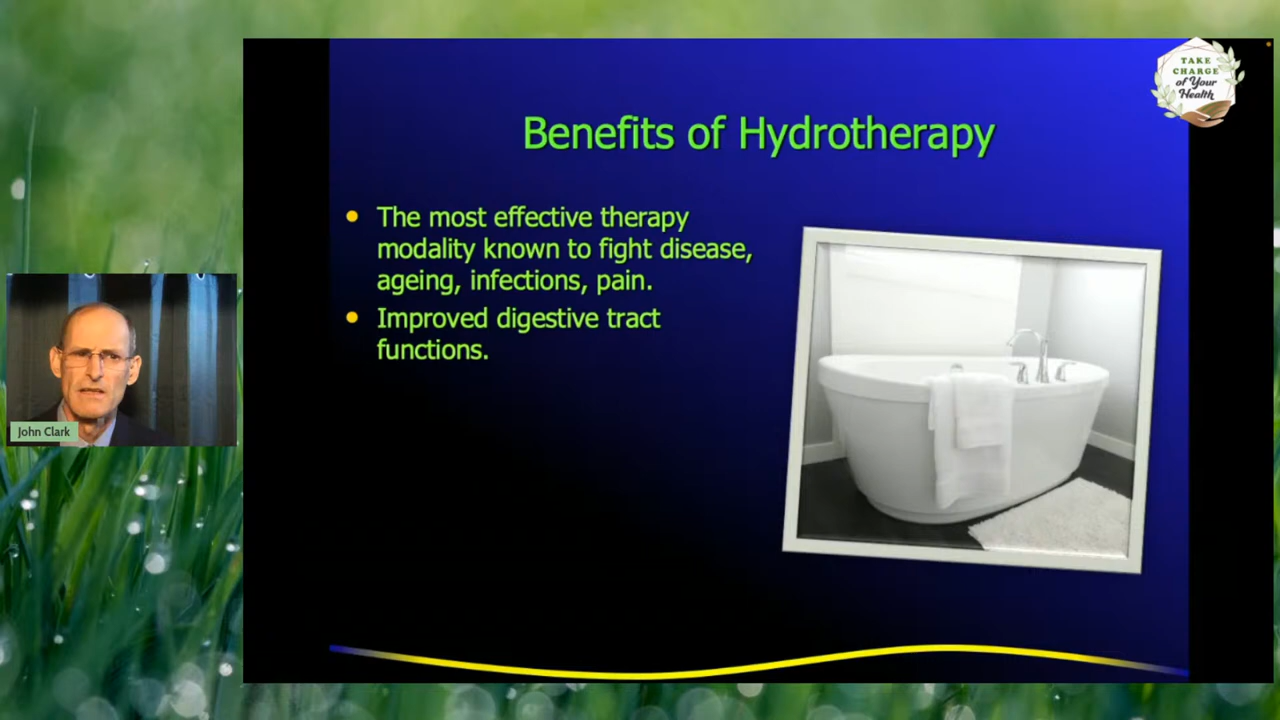 TAKE
CHARGE
of Your
Health
Benefits of Hydrotherapy
The most effective therapy
modality known to fight disease,
ageing, infections, pain.
Improved digestive tract
functions.
John Clark